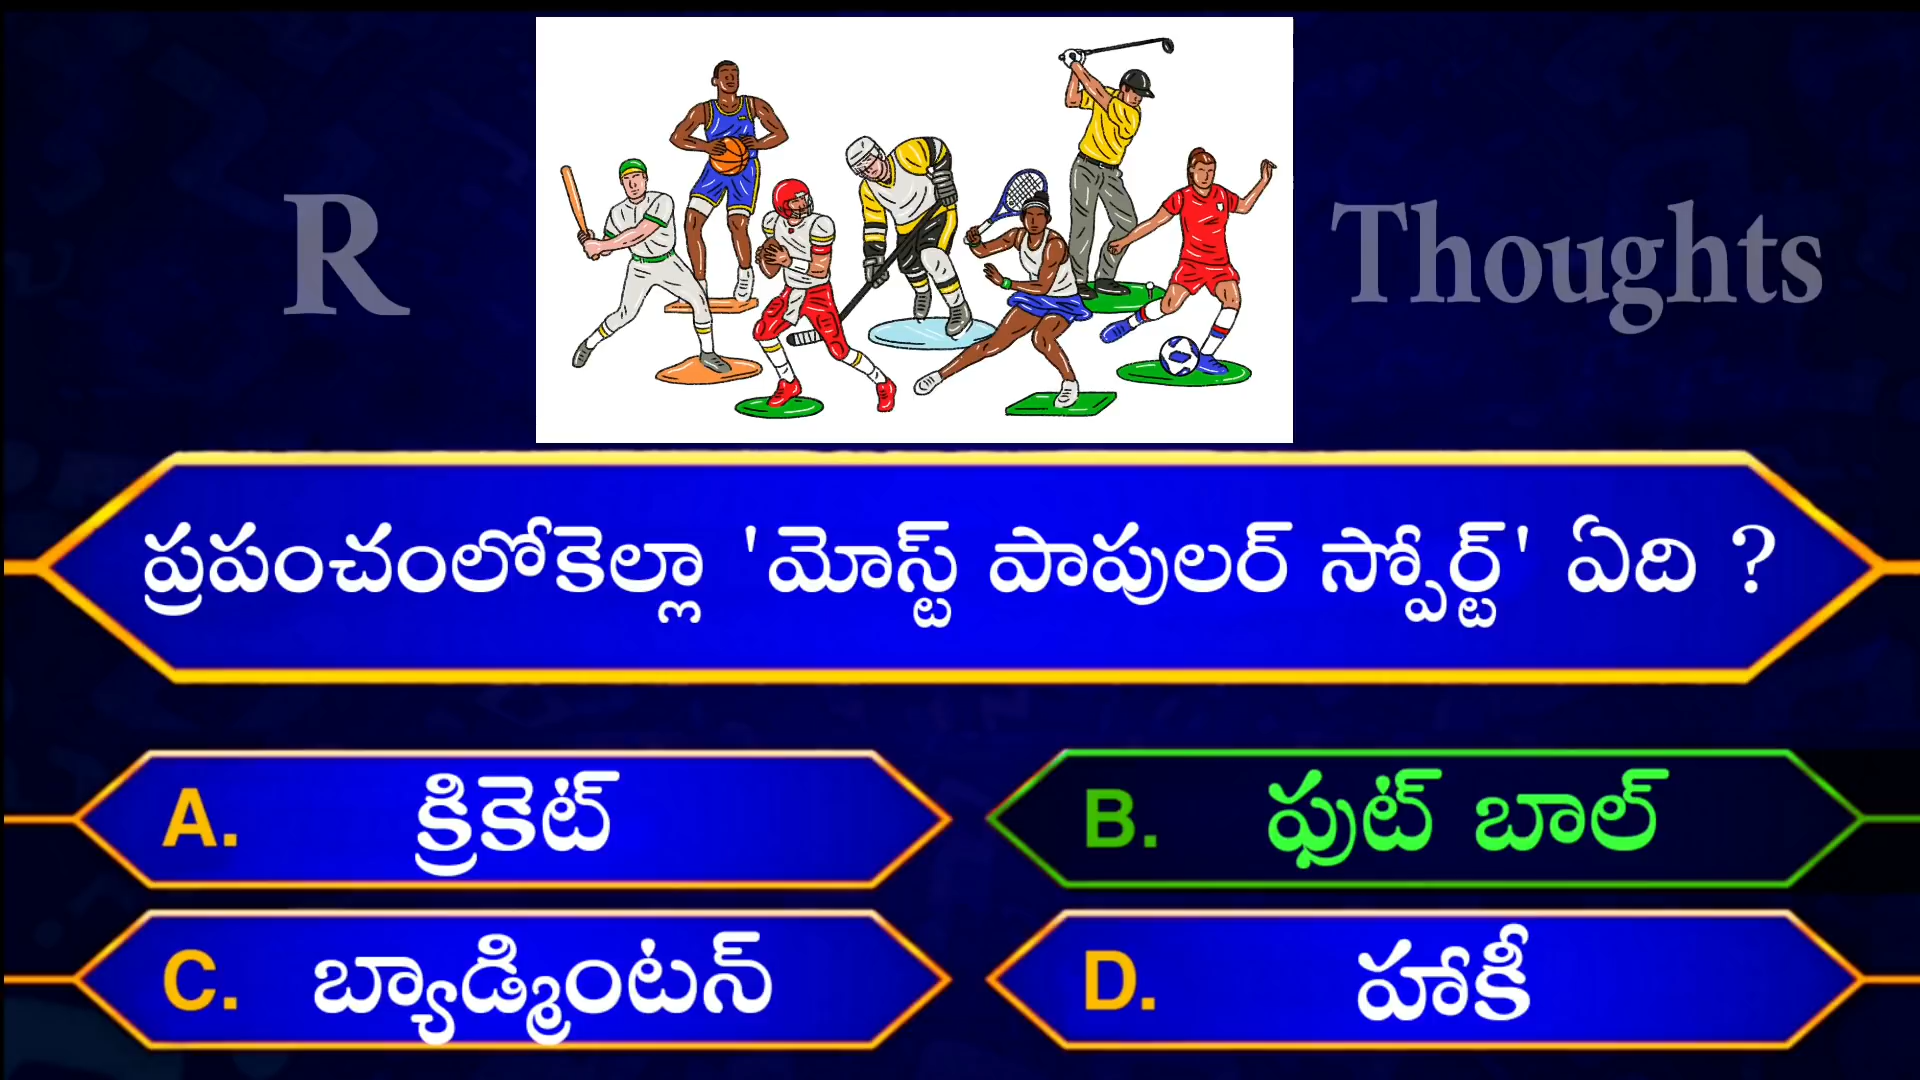 R Thoughts
ప్రపంచంలోకెల్లా 'మోస్ట్ పాపులర్ స్పోర్ట్' ఏది ?
A. క్రికెట్
B. ఫుట్ బాల్
C. బ్యాడ్మింటన్
D. హాకీ